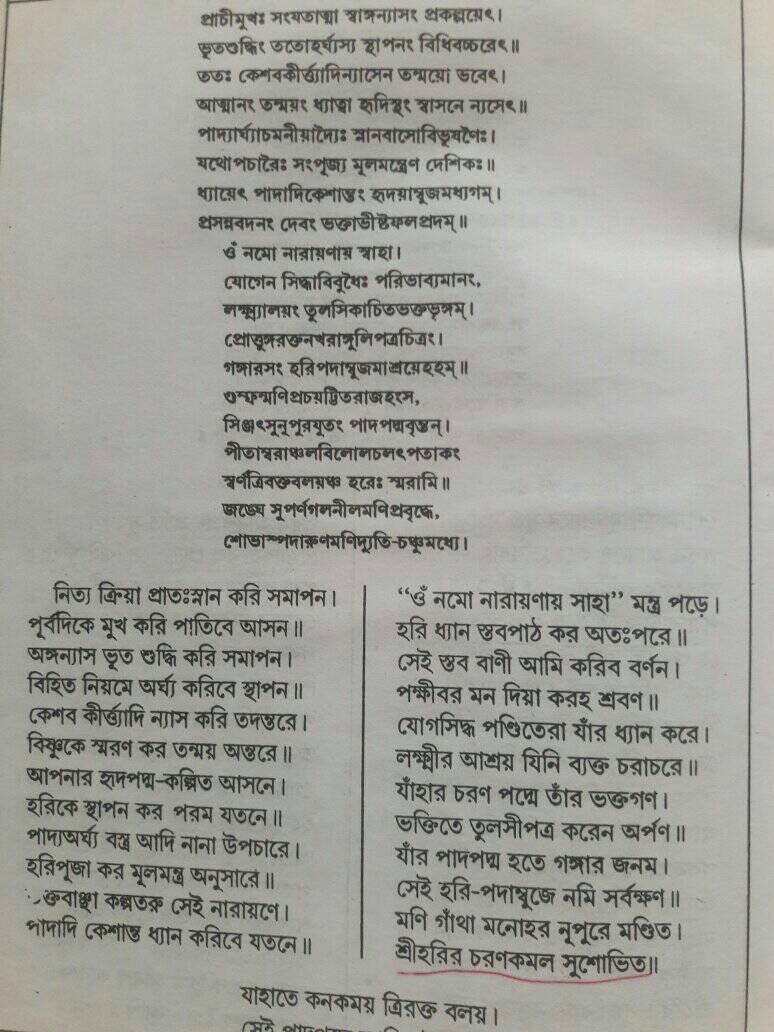 প্রাচীমুখঃ সংযতাত্মা স্বাঙ্গন্যাসং প্রকল্পয়েৎ।
ভূতশুদ্ধিং ততোহর্ঘ্যস্য স্থাপনং বিধিবচ্চরেৎ॥
ততঃ কেশবকীর্ত্ত্যাদিন্যাসেন তন্ময়ো ভবেৎ।
আত্মানং তন্ময়ং ধ্যাত্বা হৃদিস্থং স্বাসনে ন্যসেৎ॥
পাদ্যার্ঘ্যাচমনীয়াদ্যৈঃ স্নানবাসোবিভূষণৈঃ।
যথোপচারৈঃ সংপূজ্য মূলমন্ত্রেণ দেশিকঃ॥
ধ্যায়েৎ পাদাদিকেশান্তং হৃদয়াম্বুজমধ্যগম্।
প্রসন্নবদনং দেবং ভক্তাভীষ্টফলপ্রদম্॥
ওঁ নমো নারায়ণায় স্বাহা।
যোগেন সিদ্ধবিবুধৈঃ পরিভাব্যমানং,
লক্ষ্ম্যালয়ং তুলসিকাচিতভক্তভৃঙ্গম্।
প্রোত্তুঙ্গরক্তনখরাঙ্গুলিপত্রচিত্রং।
গঙ্গারসং হরিপদাম্বুজমাশ্রয়েহহম্॥
গুম্ফন্মণিপ্রচয়ঘট্টিতরাজহংস,
সিঞ্জৎসুনূপুরযুতং পাদপদ্মবৃন্তন্।
পীতাম্বরাঞ্চলবিলোলচলৎপতাকং
স্বর্ণত্রিবক্তবলয়ঞ্চ হরেঃ স্মরামি॥
জঙ্ঘে সুপর্ণগলনীলমণিপ্রবৃদ্ধে,
শোভাস্পদারুণমণিদ্যুতি-চঞ্চুমধ্যে।
নিত্য ক্রিয়া প্রাতঃস্নান করি সমাপন।
পূর্বদিকে মুখ করি পাতিবে আসন॥
অঙ্গন্যাস ভূত শুদ্ধি করি সমাপন।
বিহিত নিয়মে অর্ঘ্য করিবে স্থাপন॥
কেশব কীর্ত্ত্যাদি ন্যাস করি তদন্তরে।
বিষ্ণুকে স্মরণ কর তন্ময় অন্তরে॥
আপনার হৃদপদ্ম-কল্পিত আসনে।
হরিকে স্থাপন কর পরম যতনে॥
পাদ্যঅর্ঘ্য বস্ত্র আদি নানা উপচারে।
হরিপূজা কর মূলমন্ত্র অনুসারে॥
ক্তবাঞ্ছা কল্পতরু সেই নারায়ণে।
পাদাদি কেশান্ত ধ্যান করিবে যতনে॥
“ওঁ নমো নারায়ণায় সাহা” মন্ত্র পড়ে।
হরি ধ্যান স্তবপাঠ কর অতঃপরে॥
সেই স্তব বাণী আমি করিব বর্ণন।
পক্ষীবর মন দিয়া করহ শ্রবণ॥
যোগসিদ্ধ পণ্ডিতেরা যাঁর ধ্যান করে।
লক্ষ্মীর আশ্রয় যিনি ব্যক্ত চরাচরে॥
যাঁহার চরণ পদ্মে তাঁর ভক্তগণ।
ভক্তিতে তুলসীপত্র করেন অর্পণ॥
যাঁর পাদপদ্ম হতে গঙ্গার জনম।
সেই হরি-পদাম্বুজে নমি সর্বক্ষণ॥
মণি গাঁথা মনোহর নূপুরে মণ্ডিত।
শ্রীহরির চরণকমল সুশোভিত॥
যাহাতে কনকময় ত্রিরক্ত বলয়।